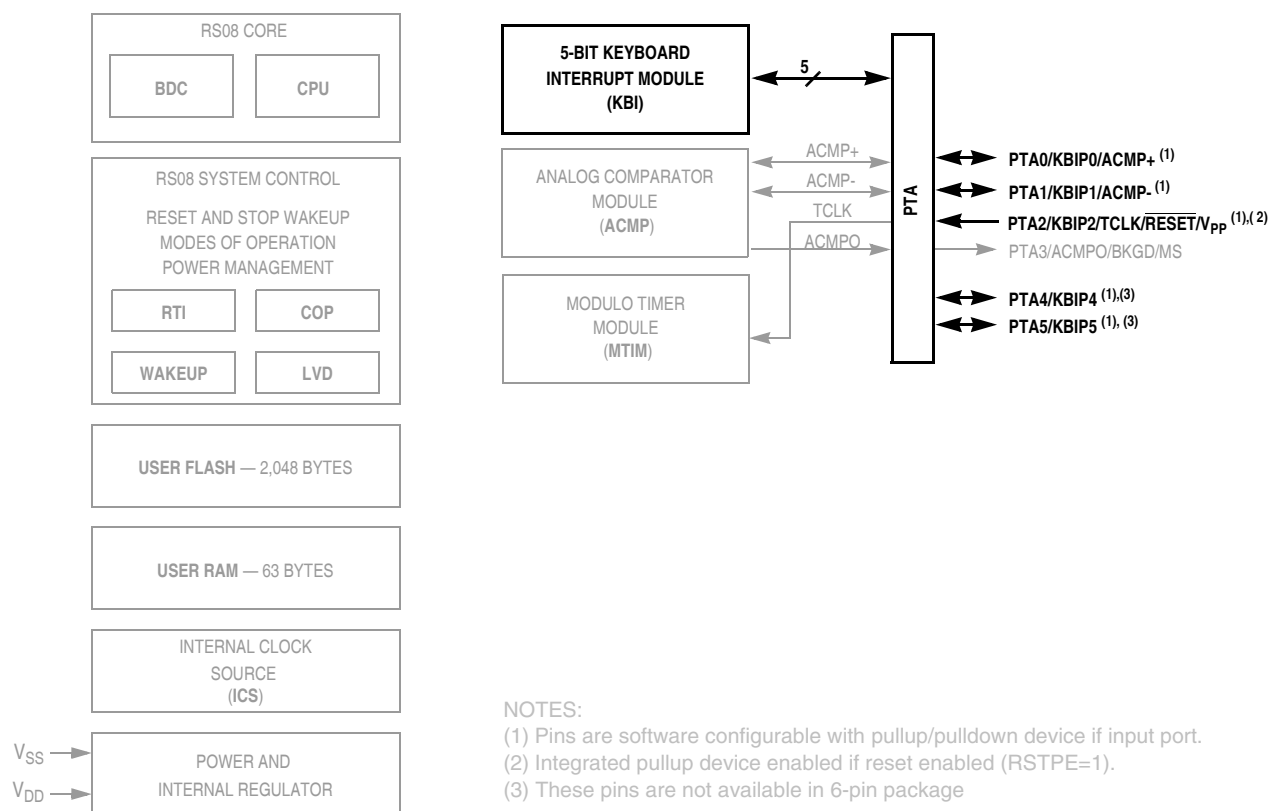 RS08 CORE
BDC
CPU
RS08 SYSTEM CONTROL
RESET AND STOP WAKEUP
MODES OF OPERATION
POWER MANAGEMENT
RTI
COP
WAKEUP
LVD
USER FLASH — 2,048 BYTES
USER RAM — 63 BYTES
INTERNAL CLOCK
SOURCE
(ICS)
VSS
VDD
POWER AND
INTERNAL REGULATOR
5-BIT KEYBOARD
INTERRUPT MODULE
(KBI)
5
ANALOG COMPARATOR
MODULE
(ACMP)
ACMP+
ACMP-
TCLK
ACMPO
MODULO TIMER
MODULE
(MTIM)
PTA
PTA0/KBIP0/ACMP+ (1)
PTA1/KBIP1/ACMP- (1)
PTA2/KBIP2/TCLK/RESET/VPP (1),( 2)
PTA3/ACMPO/BKGD/MS
PTA4/KBIP4 (1),(3)
PTA5/KBIP5 (1), (3)
NOTES:
(1) Pins are software configurable with pullup/pulldown device if input port.
(2) Integrated pullup device enabled if reset enabled (RSTPE=1).
(3) These pins are not available in 6-pin package